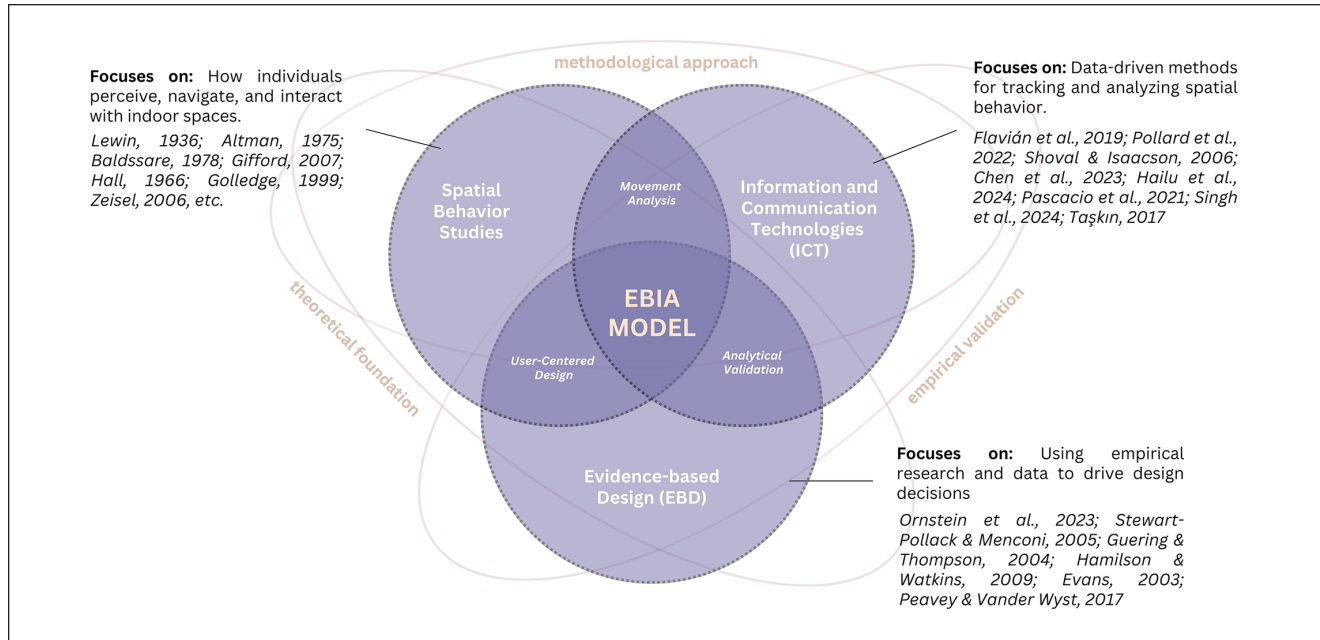 methodological approach
Focuses on: How individuals
perceive, navigate, and interact
with indoor spaces.
Lewin, 1936; Altman, 1975;
Baldssare, 1978; Gifford, 2007;
Hall, 1966; Golledge, 1999;
Zeisel, 2006, etc.
Focuses on: Data-driven methods
for tracking and analyzing spatial
behavior.
Flavián et al., 2019; Pollard et al.,
2022; Shoval & Isaacson, 2006;
Chen et al., 2023; Hailu et al.,
2024; Pascacio et al., 2021; Singh
et al., 2024; Taşkın, 2017
Spatial
Behavior
Studies
Movement
Analysis
Information and
Communication
Technologies
(ICT)
EBIA
MODEL
theoretical foundation
empirical validation
User-Centered
Design
Analytical
Validation
Evidence-based
Design (EBD)
Focuses on: Using empirical
research and data to drive design
decisions
Ornstein et al., 2023; Stewart-
Pollack & Menconi, 2005; Guering &
Thompson, 2004; Hamilson &
Watkins, 2009; Evans, 2003;
Peavey & Vander Wyst, 2017